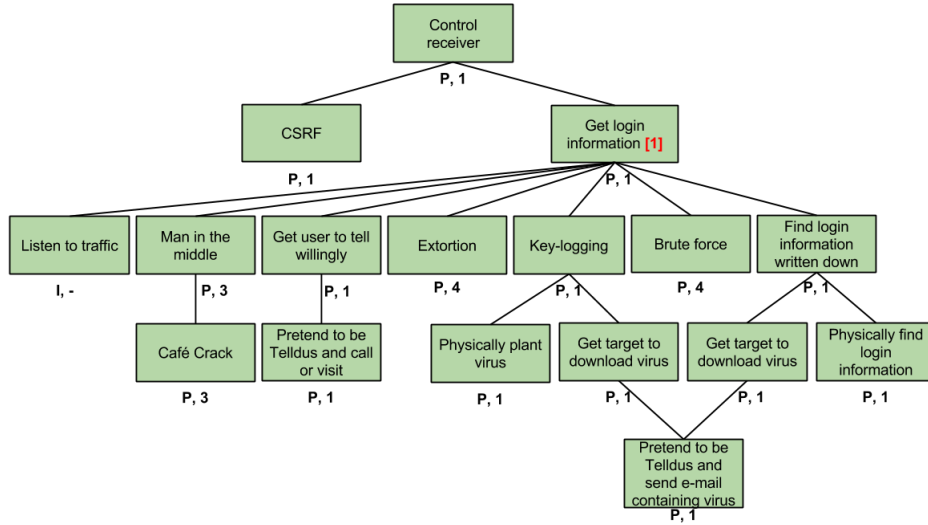 Control
receiver
P, 1
CSRF
P, 1
Get login
information [1]
P, 1
Listen to traffic
I, -
Man in the
middle
P, 3
Get user to tell
willingly
P, 1
Extortion
P, 4
Key-logging
P, 1
Brute force
P, 4
Find login
information
written down
P, 1
Café Crack
P, 3
Pretend to be
Telldus and call
or visit
P, 1
Physically plant
virus
P, 1
Get target to
download virus
P, 1
Get target to
download virus
P, 1
Physically find
login
information
P, 1
Pretend to be
Telldus and
send e-mail
containing virus
P, 1